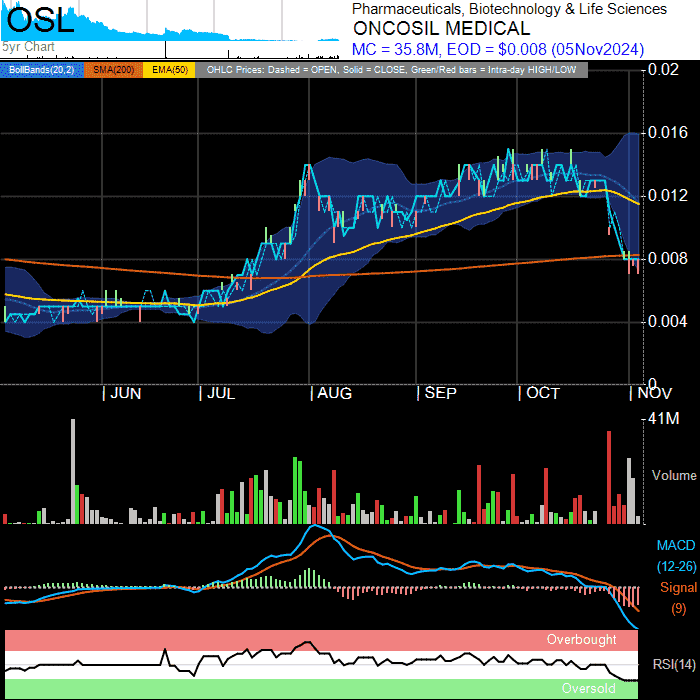 OSL
5yr Chart
Pharmaceuticals, Biotechnology & Life Sciences
ONCOSIL MEDICAL
MC = 35.8M, EOD = $0.008 (05Nov2024)
BollBands(20,2) SMA(200) EMA(50) OHLC Prices: Dashed = OPEN, Solid = CLOSE, Green/Red bars = Intra-day HIGH/LOW
0.02
0.016
0.012
0.008
0.004
0
| JUN | JUL | AUG | SEP | OCT | NOV
41M
Volume
MACD
(12-26)
Signal
(9)
Overbought
RSI(14)
Oversold